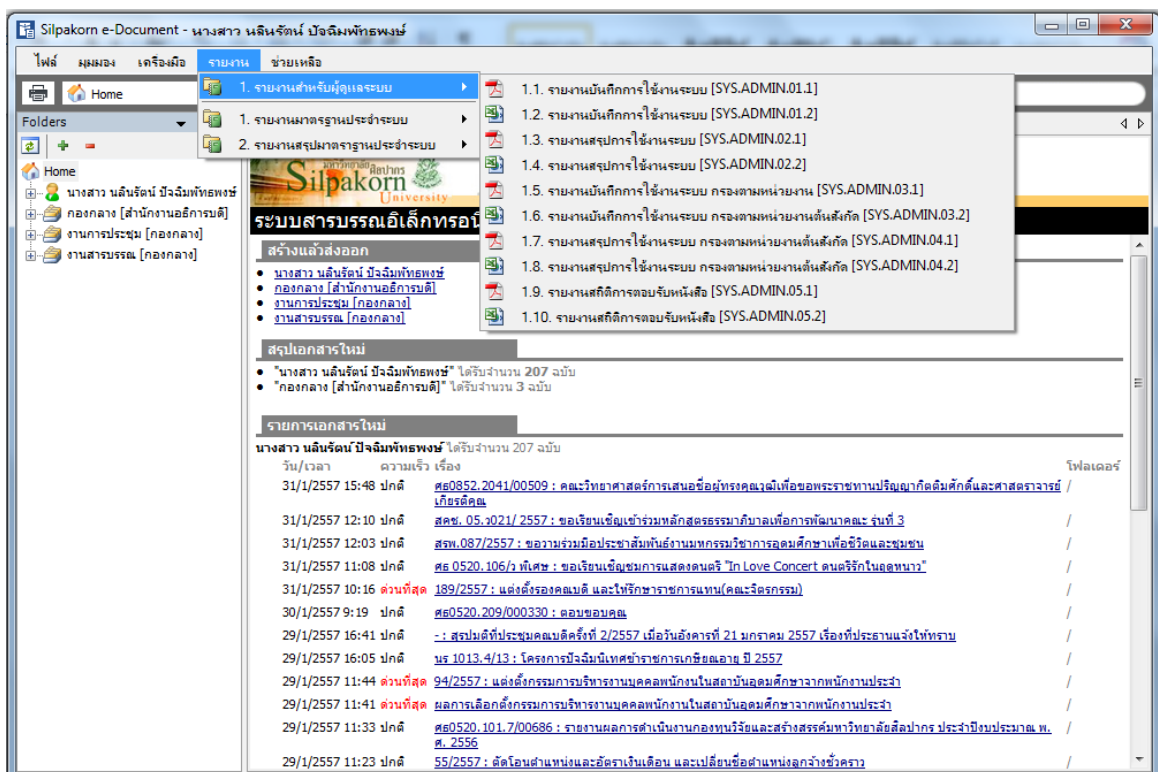 Silpakorn e-Document - นางสาว นลินรัตน์ ปัจฉิมพัทธพงษ์
ไฟล์ มุมมอง เครื่องมือ รายงาน ช่วยเหลือ
Home
1. รายงานสำหรับผู้ดูแลระบบ
1. รายงานมาตรฐานประจำระบบ
2. รายงานสรุปมาตราฐานประจำระบบ
1.1. รายงานบันทึกการใช้งานระบบ [SYS.ADMIN.01.1]
1.2. รายงานบันทึกการใช้งานระบบ [SYS.ADMIN.01.2]
1.3. รายงานสรุปการใช้งานระบบ [SYS.ADMIN.02.1]
1.4. รายงานสรุปการใช้งานระบบ [SYS.ADMIN.02.2]
1.5. รายงานบันทึกการใช้งานระบบ กรองตามหน่วยงาน [SYS.ADMIN.03.1]
1.6. รายงานบันทึกการใช้งานระบบ กรองตามหน่วยงานต้นสังกัด [SYS.ADMIN.03.2]
1.7. รายงานสรุปการใช้งานระบบ กรองตามหน่วยงานต้นสังกัด [SYS.ADMIN.04.1]
1.8. รายงานสรุปการใช้งานระบบ กรองตามหน่วยงานต้นสังกัด [SYS.ADMIN.04.2]
1.9. รายงานสถิติการตอบรับหนังสือ [SYS.ADMIN.05.1]
1.10. รายงานสถิติการตอบรับหนังสือ [SYS.ADMIN.05.2]
Folders
Home
นางสาว นลินรัตน์ ปัจฉิมพัทธพงษ์
กองกลาง [สำนักงานอธิการบดี]
งานการประชุม [กองกลาง]
งานสารบรรณ [กองกลาง]
มหาวิทยาลัยศิลปากร
Silpakorn
University
ระบบสารบรรณอิเล็กทรอนิ
สร้างแล้วส่งออก
• นางสาว นลินรัตน์ ปัจฉิมพัทธพงษ์
• กองกลาง [สำนักงานอธิการบดี]
• งานการประชุม [กองกลาง]
• งานสารบรรณ [กองกลาง]
สรุปเอกสารใหม่
• "นางสาว นลินรัตน์ ปัจฉิมพัทธพงษ์" ได้รับจำนวน 207 ฉบับ
• "กองกลาง [สำนักงานอธิการบดี]" ได้รับจำนวน 3 ฉบับ
รายการเอกสารใหม่
นางสาว นลินรัตน์ ปัจฉิมพัทธพงษ์ ได้รับจำนวน 207 ฉบับ
วัน/เวลา ความเร็ว เรื่อง โฟลเดอร์
31/1/2557 15:48 ปกติ ศธ0852.2041/00509 : คณะวิทยาศาสตร์การเสนอชื่อผู้ทรงคุณวุฒิเพื่อขอพระราชทานปริญญากิตติมศักดิ์และศาสตราจารย์ /
เกียรติคุณ
31/1/2557 12:10 ปกติ สคช. 05.ว021/ 2557 : ขอเรียนเชิญเข้าร่วมหลักสูตรธรรมาภิบาลเพื่อการพัฒนาคณะ รุ่นที่ 3 /
31/1/2557 12:03 ปกติ สรพ.087/2557 : ขอวามร่วมมือประชาสัมพันธ์งานมหกรรมวิชาการอุดมศึกษาเพื่อชีวิตและชุมชน /
31/1/2557 11:08 ปกติ ศธ 0520.106/ว พิเศษ : ขอเรียนเชิญชมการแสดงดนตรี "In Love Concert ดนตรีรักในฤดูหนาว" /
31/1/2557 10:16 ด่วนที่สุด 189/2557 : แต่งตั้งรองคณบดี และให้รักษาราชการแทน(คณะจิตรกรรม) /
30/1/2557 9:19 ปกติ ศธ0520.209/000330 : ตอบขอบคุณ /
29/1/2557 16:41 ปกติ - : สรุปมติที่ประชุมคณบดีครั้งที่ 2/2557 เมื่อวันอังคารที่ 21 มกราคม 2557 เรื่องที่ประธานแจ้งให้ทราบ /
29/1/2557 16:05 ปกติ นร 1013.4/13 : โครงการปัจฉิมนิเทศข้าราชการเกษียณอายุ ปี 2557 /
29/1/2557 11:44 ด่วนที่สุด 94/2557 : แต่งตั้งกรรมการบริหารงานบุคคลพนักงนในสถาบันอุดมศึกษาจากพนักงานประจำ /
29/1/2557 11:41 ด่วนที่สุด ผลการเลือกตั้งกรรมการบริหารงานบุคคลพนักงานในสถาบันอุดมศึกษาจากพนักงานประจำ /
29/1/2557 11:33 ปกติ ศธ0520.101.7/00686 : รายงานผลการดำเนินงานกองทุนวิจัยและสร้างสรรค์มหาวิทยาลัยศิลปากร ประจำปีงบประมาณ พ. /
ศ. 2556
29/1/2557 11:23 ปกติ 55/2557 : ตัดโอนตำแหน่งและอัตราเงินเดือน และเปลี่ยนชื่อตำแหน่งลูกจ้างชั่วคราว /